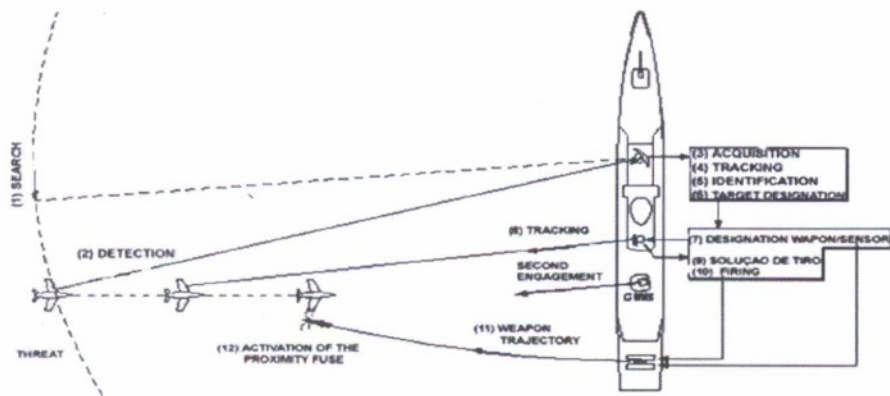 (1) SEARCH
(2) DETECTION
THREAT
(3) ACQUISITION
(4) TRACKING
(5) IDENTIFICATION
(6) TARGET DESIGNATION
(7) DESIGNATION WAPON/SENSOR
(8) TRACKING
(9) SOLUÇAO DE TIRO
(10) FIRING
SECOND
ENGAGEMENT
(11) WEAPON
TRAJECTORY
(12) ACTIVATION OF THE
PROXIMITY FUSE